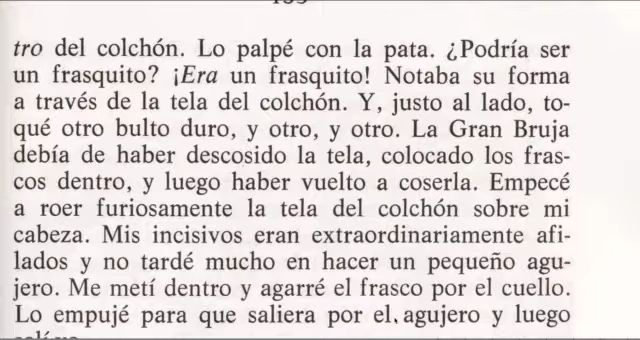 tro del colchón. Lo palpé con la pata. ¿Podría ser
un frasquito? ¡Era un frasquito! Notaba su forma
a través de la tela del colchón. Y, justo al lado, to-
qué otro bulto duro, y otro, y otro. La Gran Bruja
debía de haber descosido la tela, colocado los fras-
cos dentro, y luego haber vuelto a coserla. Empecé
a roer furiosamente la tela del colchón sobre mi
cabeza. Mis incisivos eran extraordinariamente afi-
lados y no tardé mucho en hacer un pequeño agu-
jero. Me metí dentro y agarré el frasco por el cuello.
Lo empujé para que saliera por el agujero y luego